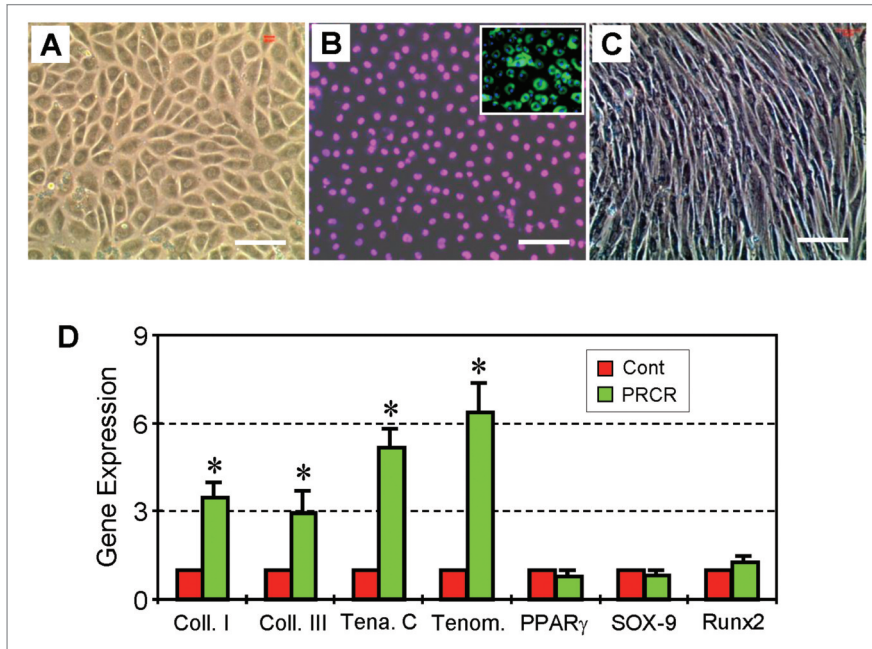 A
B
C
D
Gene Expression
9
6
3
0
Cont
PRCR
*
*
*
*
Coll. I
Coll. III
Tena. C
Tenom.
PPARγ
SOX-9
Runx2